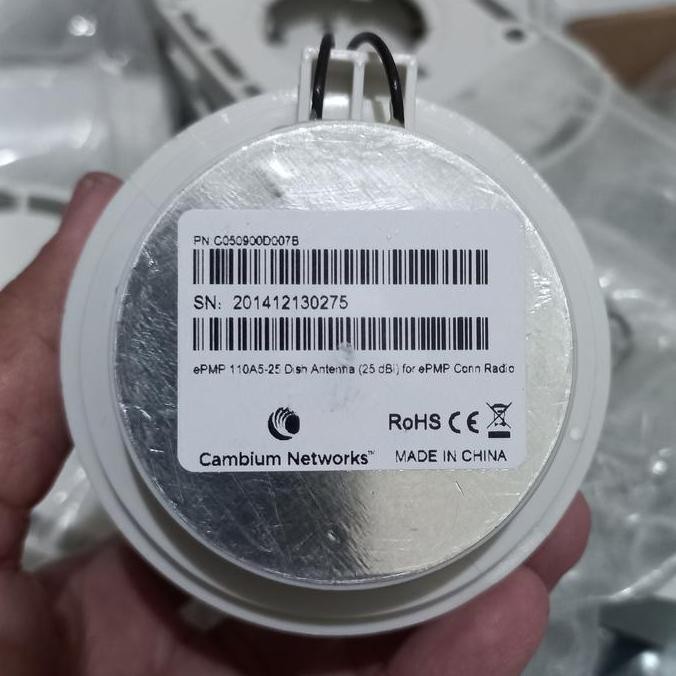 PN:C050900D007B
SN: 201412130275
ePMP 110A5-25 Dish Antenna (25 dBi) for ePMP Conn Radio
RoHS CE
Cambium Networks™ MADE IN CHINA